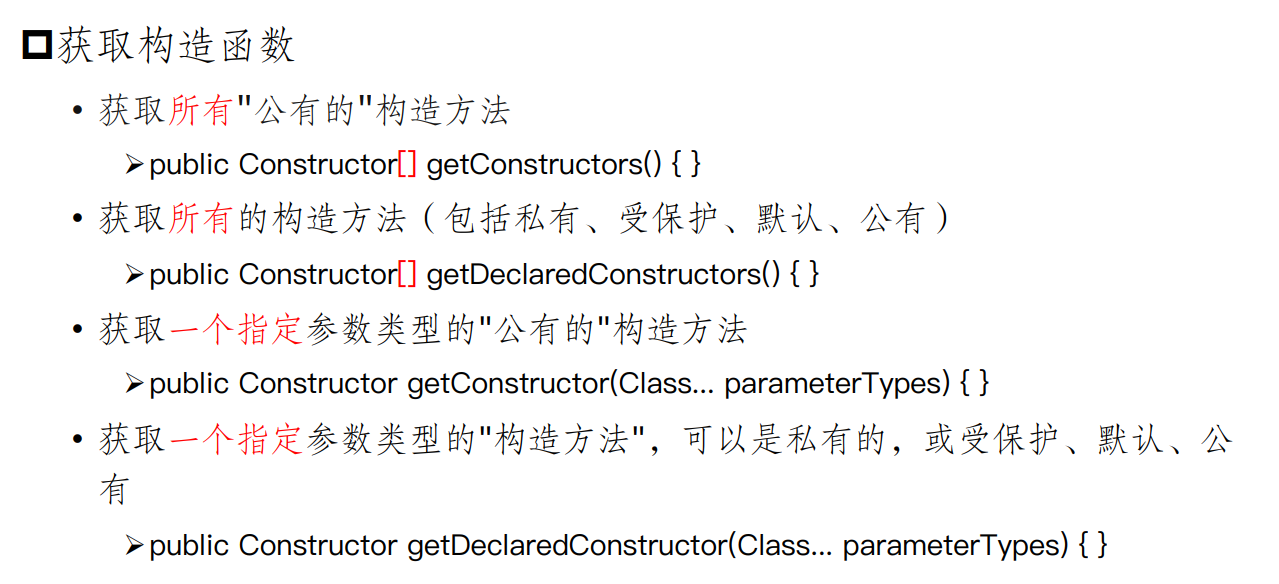 获取构造函数
• 获取所有"公有的"构造方法
➢public Constructor[] getConstructors() { }
• 获取所有的构造方法（包括私有、受保护、默认、公有）
➢public Constructor[] getDeclaredConstructors() { }
• 获取一个指定参数类型的"公有的"构造方法
➢public Constructor getConstructor(Class... parameterTypes) { }
• 获取一个指定参数类型的"构造方法"，可以是私有的，或受保护、默认、公
有
➢public Constructor getDeclaredConstructor(Class... parameterTypes) { }